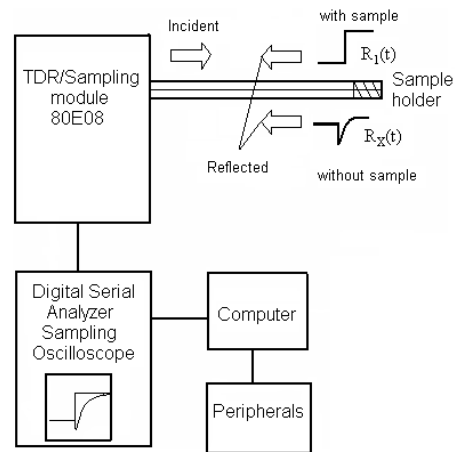 Incident
with sample
R₁(t)
TDR/Sampling
module
80E08
Sample
holder
Rₓ(t)
Reflected
without sample
Digital Serial
Analyzer
Sampling
Oscilloscope
Computer
Peripherals